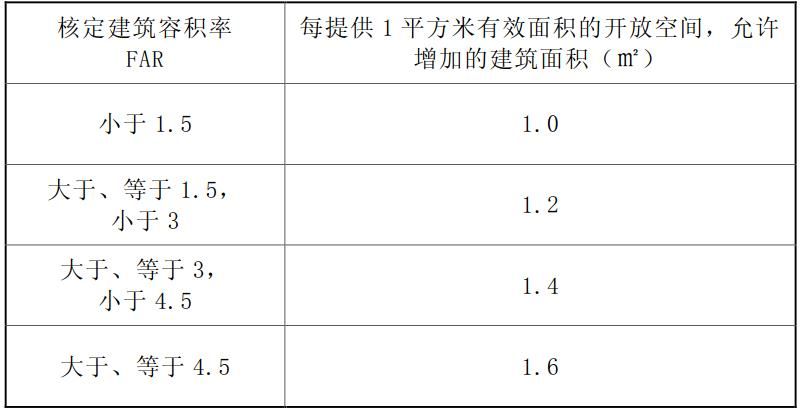 核定建筑容积率
FAR
每提供 1 平方米有效面积的开放空间，允许
增加的建筑面积（㎡）
小于 1.5
1.0
大于、等于 1.5，
小于 3
1.2
大于、等于 3，
小于 4.5
1.4
大于、等于 4.5
1.6